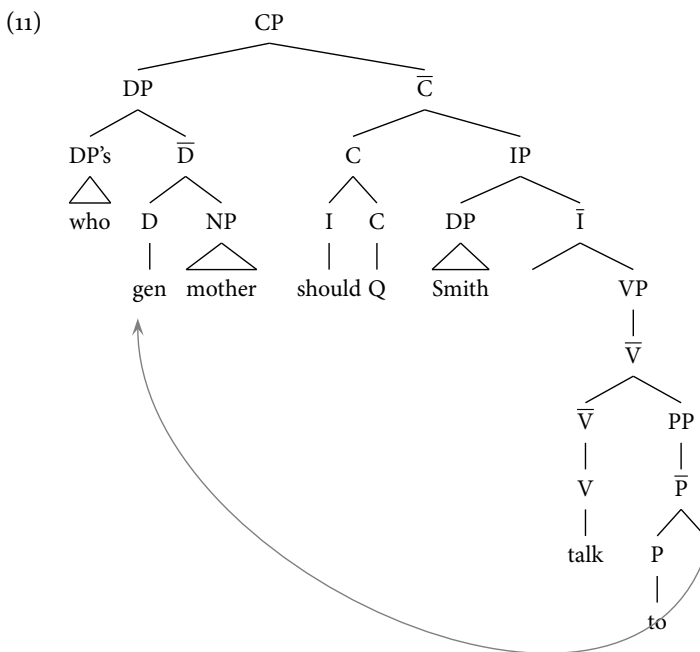 (11)
CP
DP C̅
DP's D̅ C IP
who D NP I C DP I̅
gen mother should Q Smith VP
V̅
V̅ PP
V P̅
talk P
to